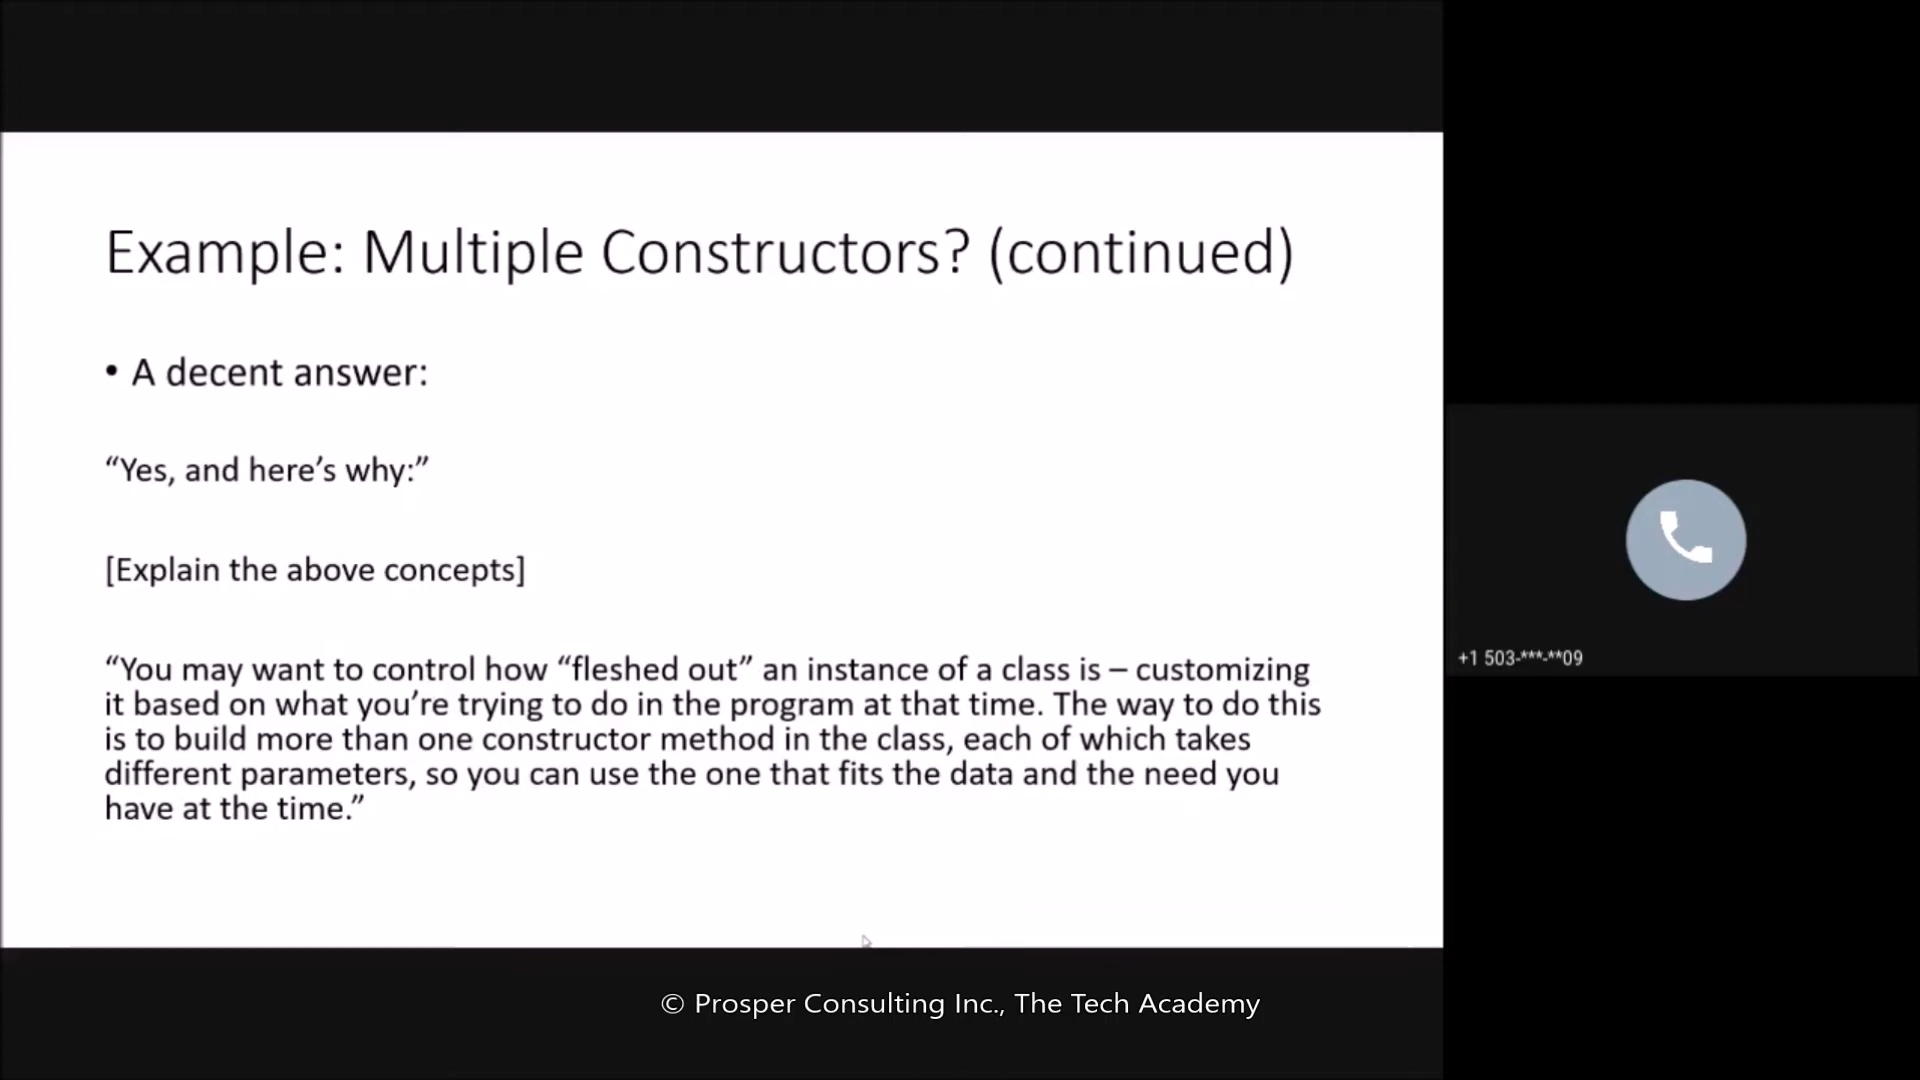 Example: Multiple Constructors? (continued)
• A decent answer:
“Yes, and here’s why:”
[Explain the above concepts]
“You may want to control how “fleshed out” an instance of a class is – customizing
it based on what you’re trying to do in the program at that time. The way to do this
is to build more than one constructor method in the class, each of which takes
different parameters, so you can use the one that fits the data and the need you
have at the time.”
+1 503-***-**09
© Prosper Consulting Inc., The Tech Academy